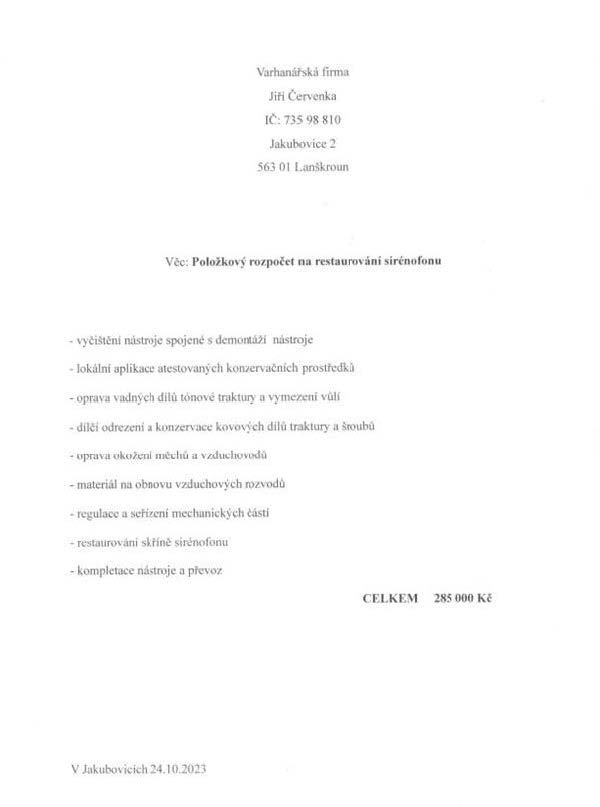 Varhanářská firma
Jiří Červenka
IČ: 735 98 810
Jakubovice 2
563 01 Lanškroun
Věc: Položkový rozpočet na restaurování sirénofonu
- vyčištění nástroje spojené s demontáží nástroje
- lokální aplikace atestovaných konzervačních prostředků
- oprava vadných dílů tónové traktury a vymezení vůlí
- dílčí odrezení a konzervace kovových dílů traktury a šroubů
- oprava okožení měchů a vzduchovodů
- materiál na obnovu vzduchových rozvodů
- regulace a seřízení mechanických částí
- restaurování skříně sirénofonu
- kompletace nástroje a převoz
CELKEM 285 000 Kč
V Jakubovicích 24.10.2023